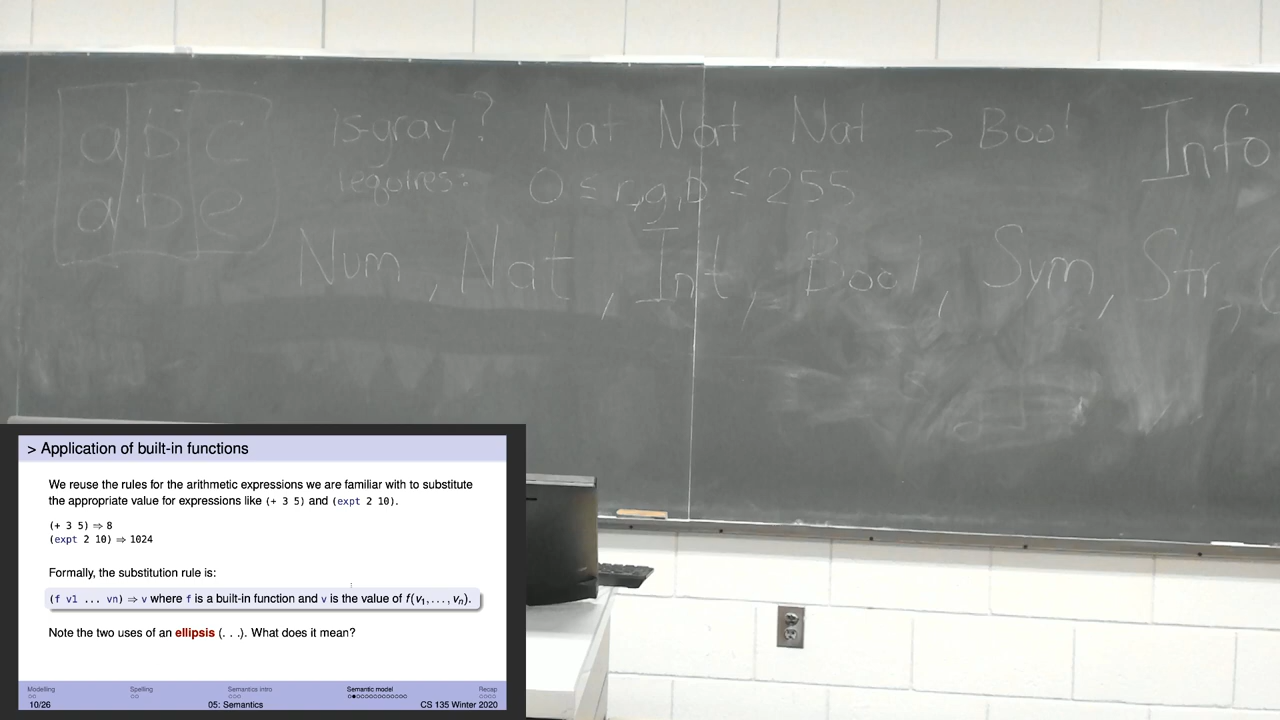 a b c
a b e
is-gray? Nat Nat Nat → Bool
requires: 0 ≤ r,g,b ≤ 255
Info
Num, Nat, Int, Bool, Sym, Str,
> Application of built-in functions
We reuse the rules for the arithmetic expressions we are familiar with to substitute
the appropriate value for expressions like (+ 3 5) and (expt 2 10).
(+ 3 5) ⇒ 8
(expt 2 10) ⇒ 1024
Formally, the substitution rule is:
(f v1 ... vn) ⇒ v where f is a built-in function and v is the value of f(v₁,...,vₙ).
Note the two uses of an ellipsis (. . .). What does it mean?
Modelling Spelling Semantics intro Semantic model Recap
10/26 05: Semantics CS 135 Winter 2020